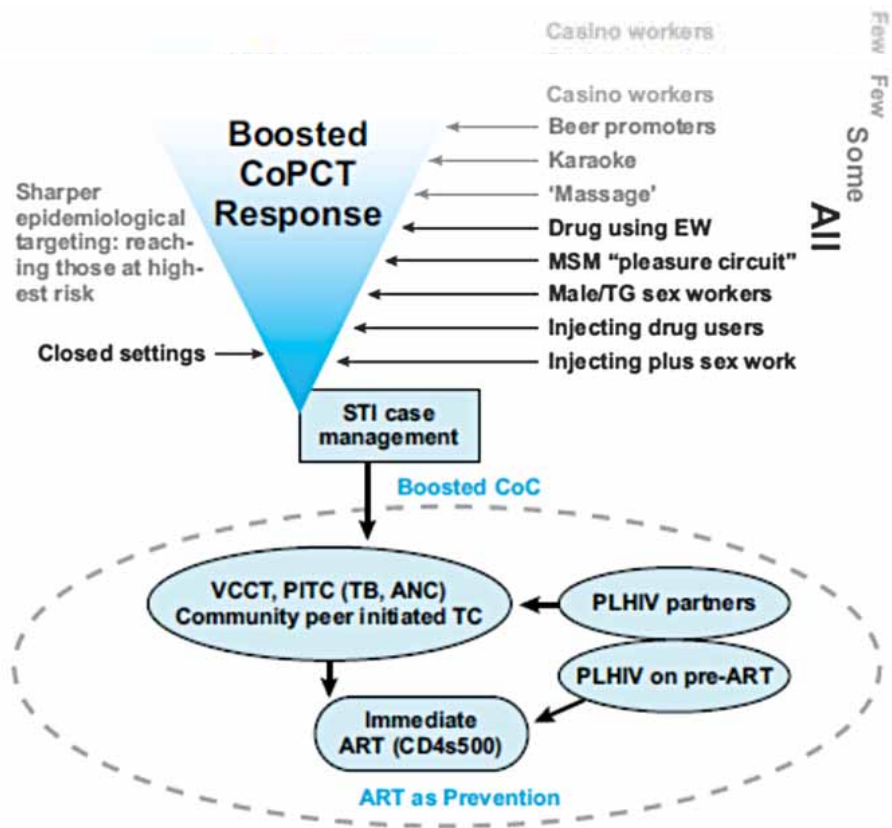 Casino workers
Few
Casino workers
Few
Boosted
CoPCT
Response
Beer promoters
Some
Karaoke
'Massage'
All
Sharper
epidemiological
targeting: reach-
ing those at high-
est risk
Drug using EW
MSM "pleasure circuit"
Male/TG sex workers
Injecting drug users
Closed settings
Injecting plus sex work
STI case
management
Boosted CoC
VCCT, PITC (TB, ANC)
Community peer initiated TC
PLHIV partners
PLHIV on pre-ART
Immediate
ART (CD4s500)
ART as Prevention